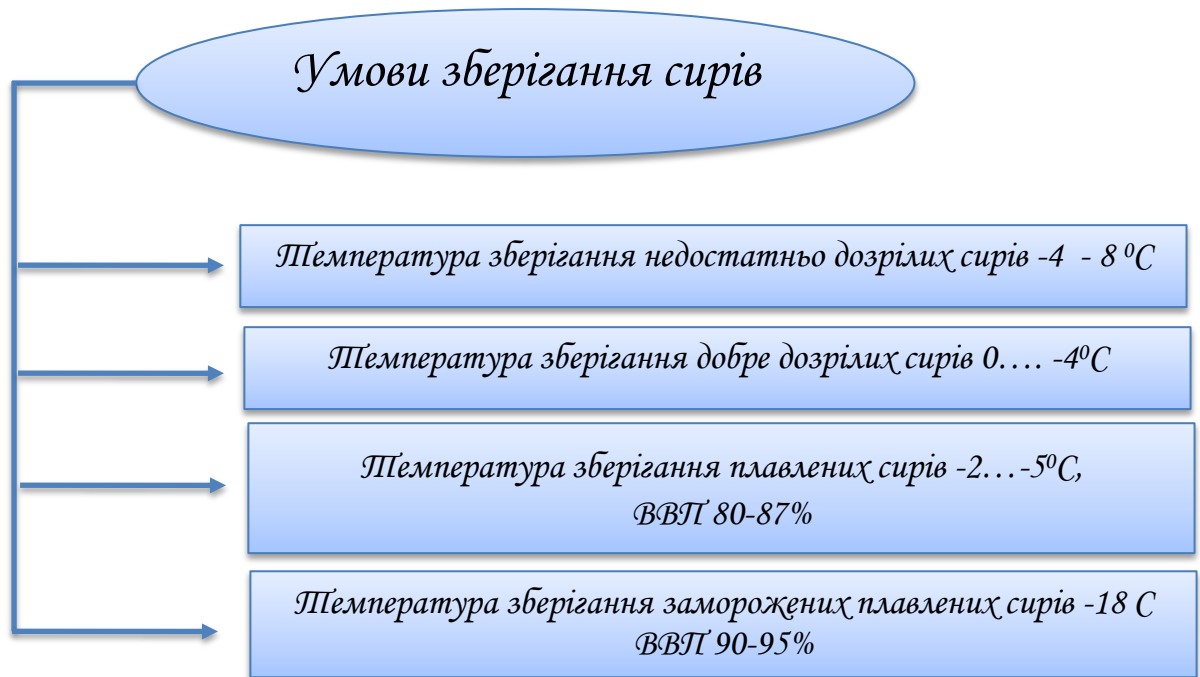 Умови зберігання сирів
Температура зберігання недостатньо дозрілих сирів -4 - 8 ⁰С
Температура зберігання добре дозрілих сирів 0…. -4⁰С
Температура зберігання плавлених сирів -2…-5⁰С,
ВВП 80-87%
Температура зберігання заморожених плавлених сирів -18 С
ВВП 90-95%